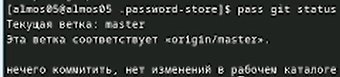 [almos05@almos05 .password-store]$ pass git status
Текущая ветка: master
Эта ветка соответствует «origin/master».
нечего коммитить, нет изменений в рабочем каталоге